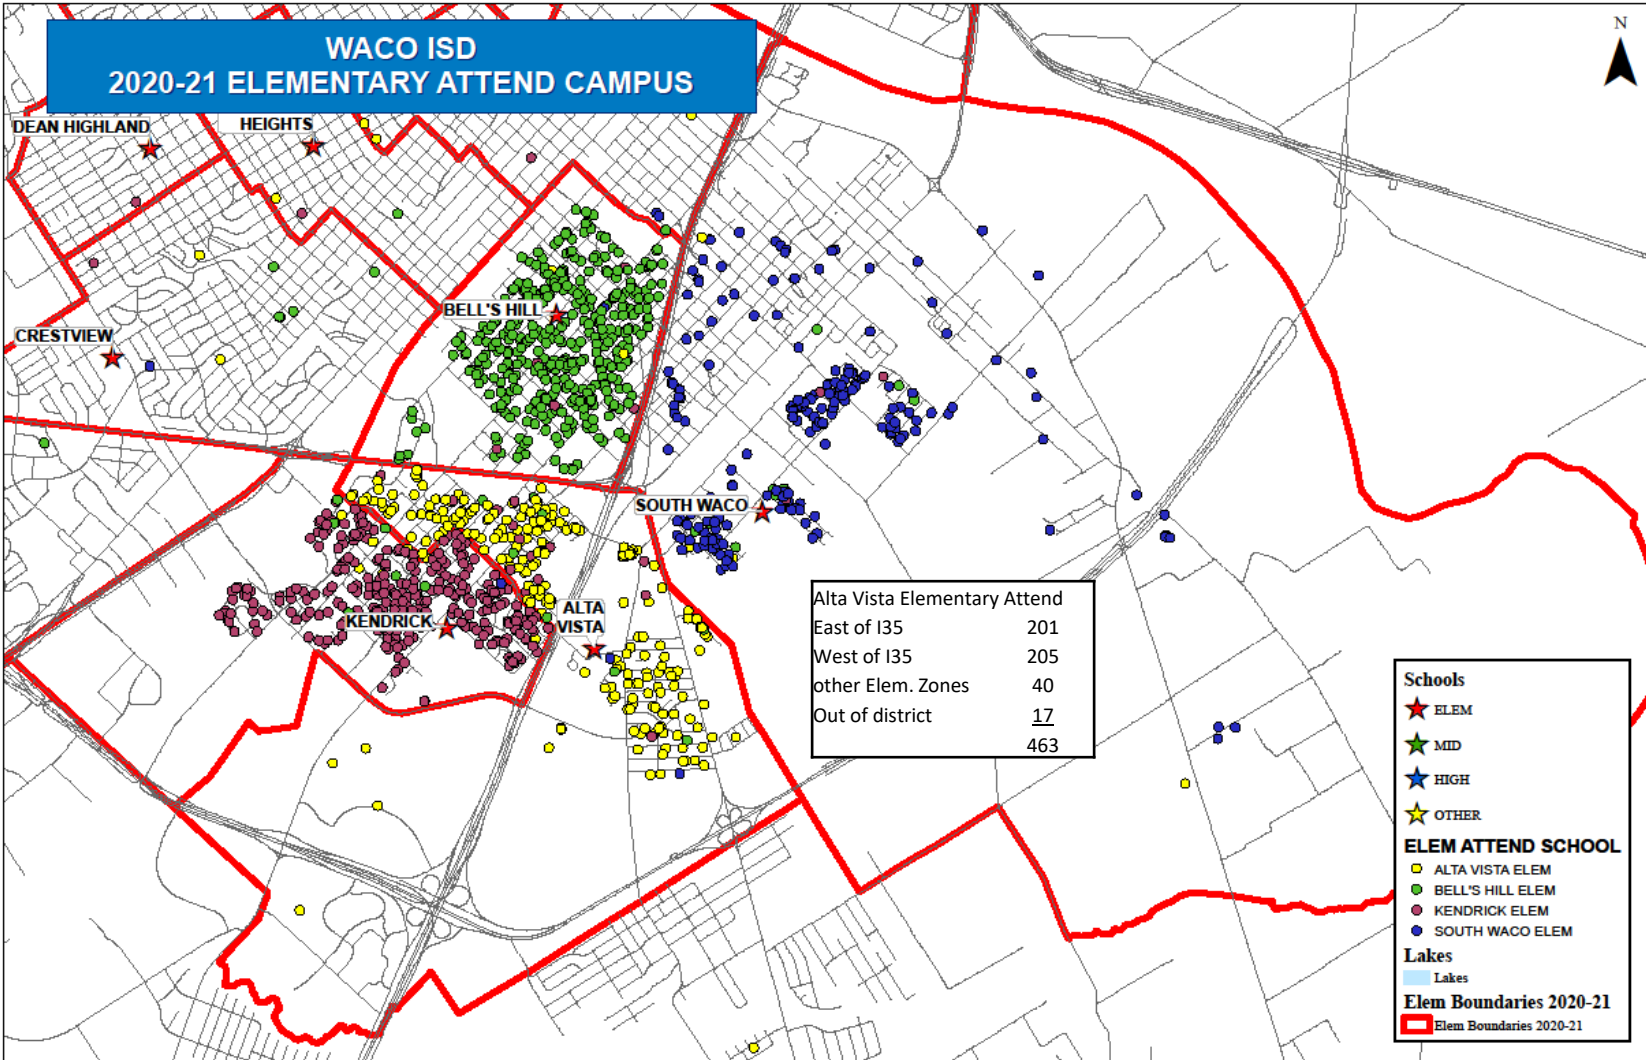 WACO ISD
2020-21 ELEMENTARY ATTEND CAMPUS
N
DEAN HIGHLAND
HEIGHTS
BELL'S HILL
CRESTVIEW
SOUTH WACO
KENDRICK
ALTA
VISTA
Alta Vista Elementary Attend
East of I35 201
West of I35 205
other Elem. Zones 40
Out of district 17
463
Schools
ELEM
MID
HIGH
OTHER
ELEM ATTEND SCHOOL
ALTA VISTA ELEM
BELL'S HILL ELEM
KENDRICK ELEM
SOUTH WACO ELEM
Lakes
Lakes
Elem Boundaries 2020-21
Elem Boundaries 2020-21